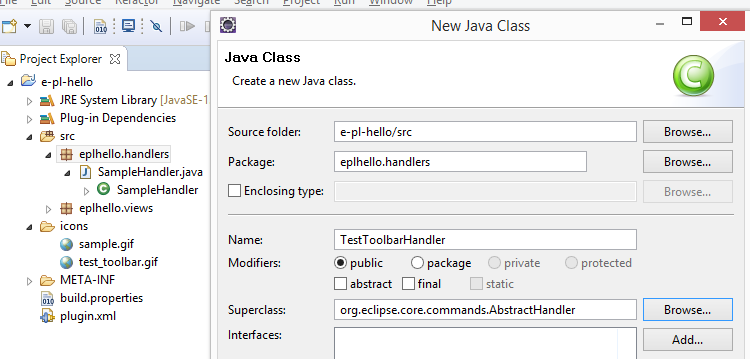 File Edit Source Refactor Navigate Search Project Run Window Help
New Java Class
Project Explorer
e-pl-hello
JRE System Library [JavaSE-1
Plug-in Dependencies
src
eplhello.handlers
SampleHandler.java
SampleHandler
eplhello.views
icons
sample.gif
test_toolbar.gif
META-INF
build.properties
plugin.xml
Java Class
Create a new Java class.
Source folder:
e-pl-hello/src
Browse...
Package:
eplhello.handlers
Browse...
Enclosing type:
Browse...
Name:
TestToolbarHandler
Modifiers:
public
package
private
protected
abstract
final
static
Superclass:
org.eclipse.core.commands.AbstractHandler
Browse...
Interfaces:
Add...